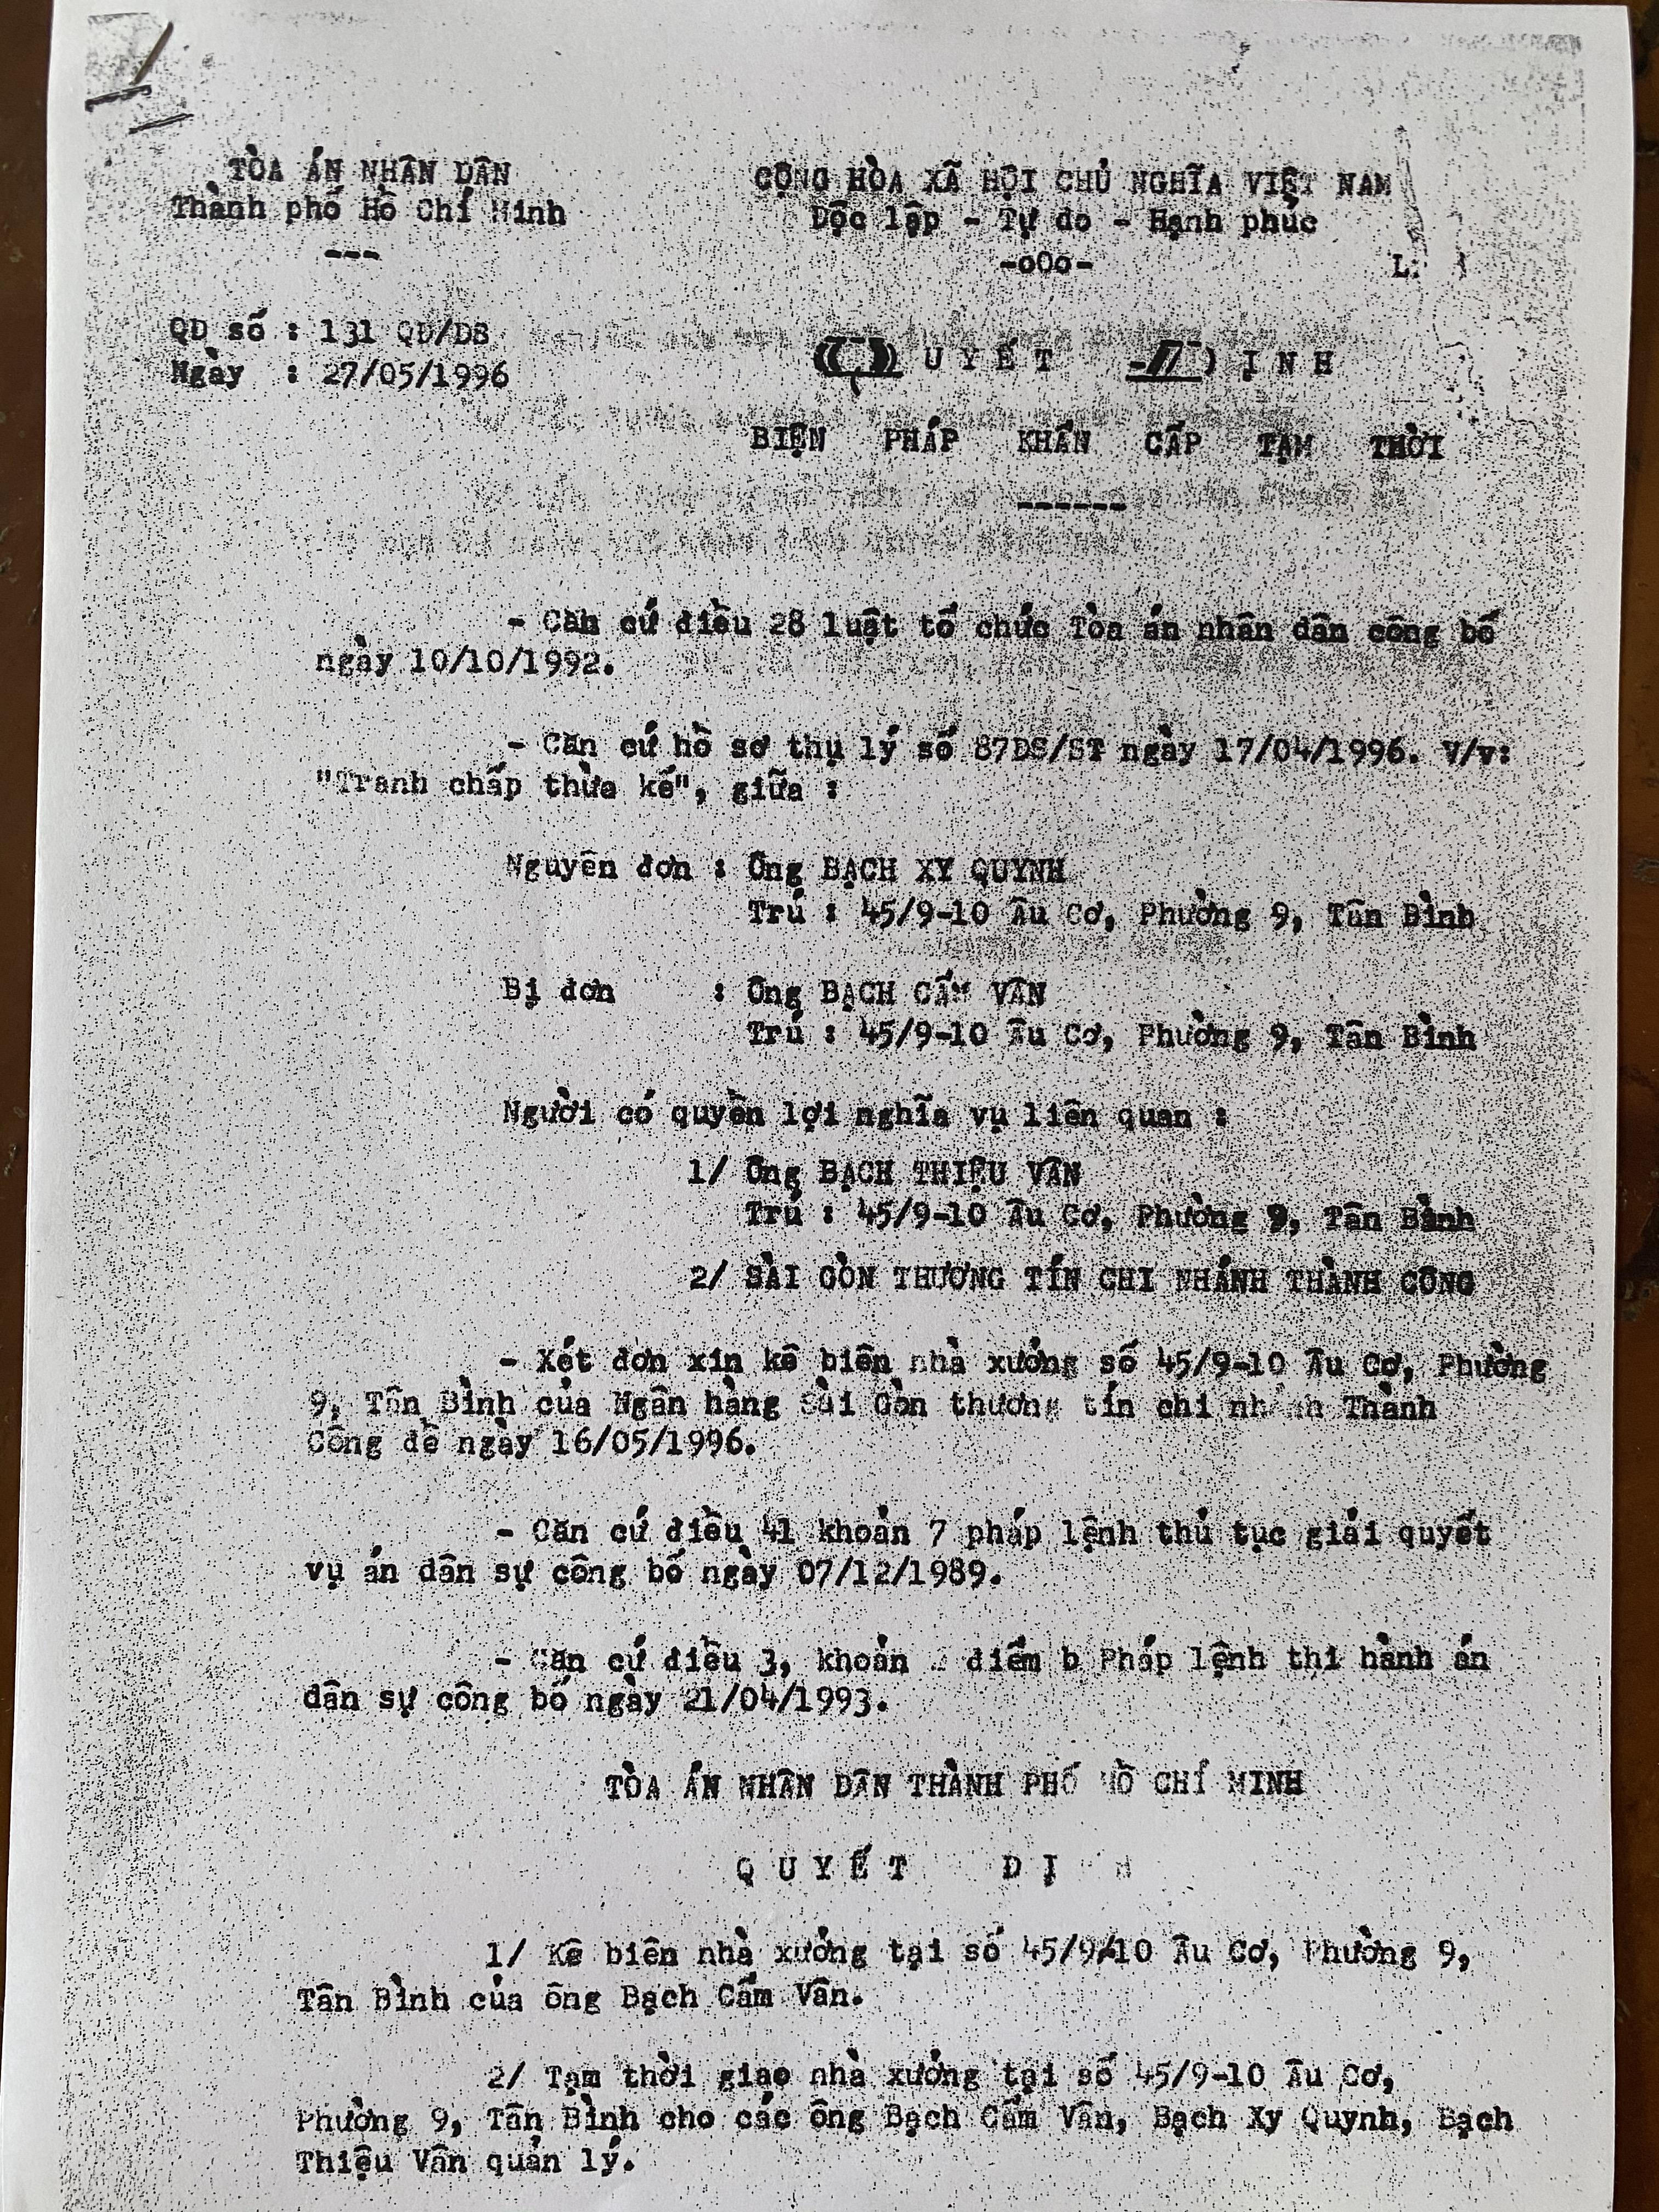 TÒA ÁN NHÂN DÂN
Thành phố Hồ Chí Minh
---
CỘNG HÒA XÃ HỘI CHỦ NGHĨA VIỆT NAM
Độc lập - Tự do - Hạnh phúc
-oOo-
QĐ số : 131 QĐ/DS
Ngày : 27/05/1996
QUYẾT ĐỊNH
BIỆN PHÁP KHẨN CẤP TẠM THỜI
------
- Căn cứ điều 28 luật tổ chức Tòa án nhân dân công bố
ngày 10/10/1992.
- Căn cứ hồ sơ thụ lý số 87DS/ST ngày 17/04/1996. V/v:
"Tranh chấp thừa kế", giữa :
Nguyên đơn : Ông BẠCH XY QUYNH
Trú : 45/9-10 Âu Cơ, Phường 9, Tân Bình
Bị đơn : Ông BẠCH CẨM VÂN
Trú : 45/9-10 Âu Cơ, Phường 9, Tân Bình
Người có quyền lợi nghĩa vụ liên quan :
1/ Ông BẠCH THIỆU VÂN
Trú : 45/9-10 Âu Cơ, Phường 9, Tân Bình
2/ SÀI GÒN THƯƠNG TÍN CHI NHÁNH THÀNH CÔNG
- Xét đơn xin kê biên nhà xưởng số 45/9-10 Âu Cơ, Phường
9, Tân Bình của Ngân hàng Sài Gòn thương tín chi nhánh Thành
Công đề ngày 16/05/1996.
- Căn cứ điều 41 khoản 7 pháp lệnh thủ tục giải quyết
vụ án dân sự công bố ngày 07/12/1989.
- Căn cứ điều 3, khoản điểm b Pháp lệnh thi hành án
dân sự công bố ngày 21/04/1993.
TÒA ÁN NHÂN DÂN THÀNH PHỐ HỒ CHÍ MINH
QUYẾT ĐỊNH
1/ Kê biên nhà xưởng tại số 45/9-10 Âu Cơ, Phường 9,
Tân Bình của ông Bạch Cẩm Vân.
2/ Tạm thời giao nhà xưởng tại số 45/9-10 Âu Cơ,
Phường 9, Tân Bình cho các ông Bạch Cẩm Vân, Bạch Xy Quynh, Bạch
Thiệu Vân quản lý.